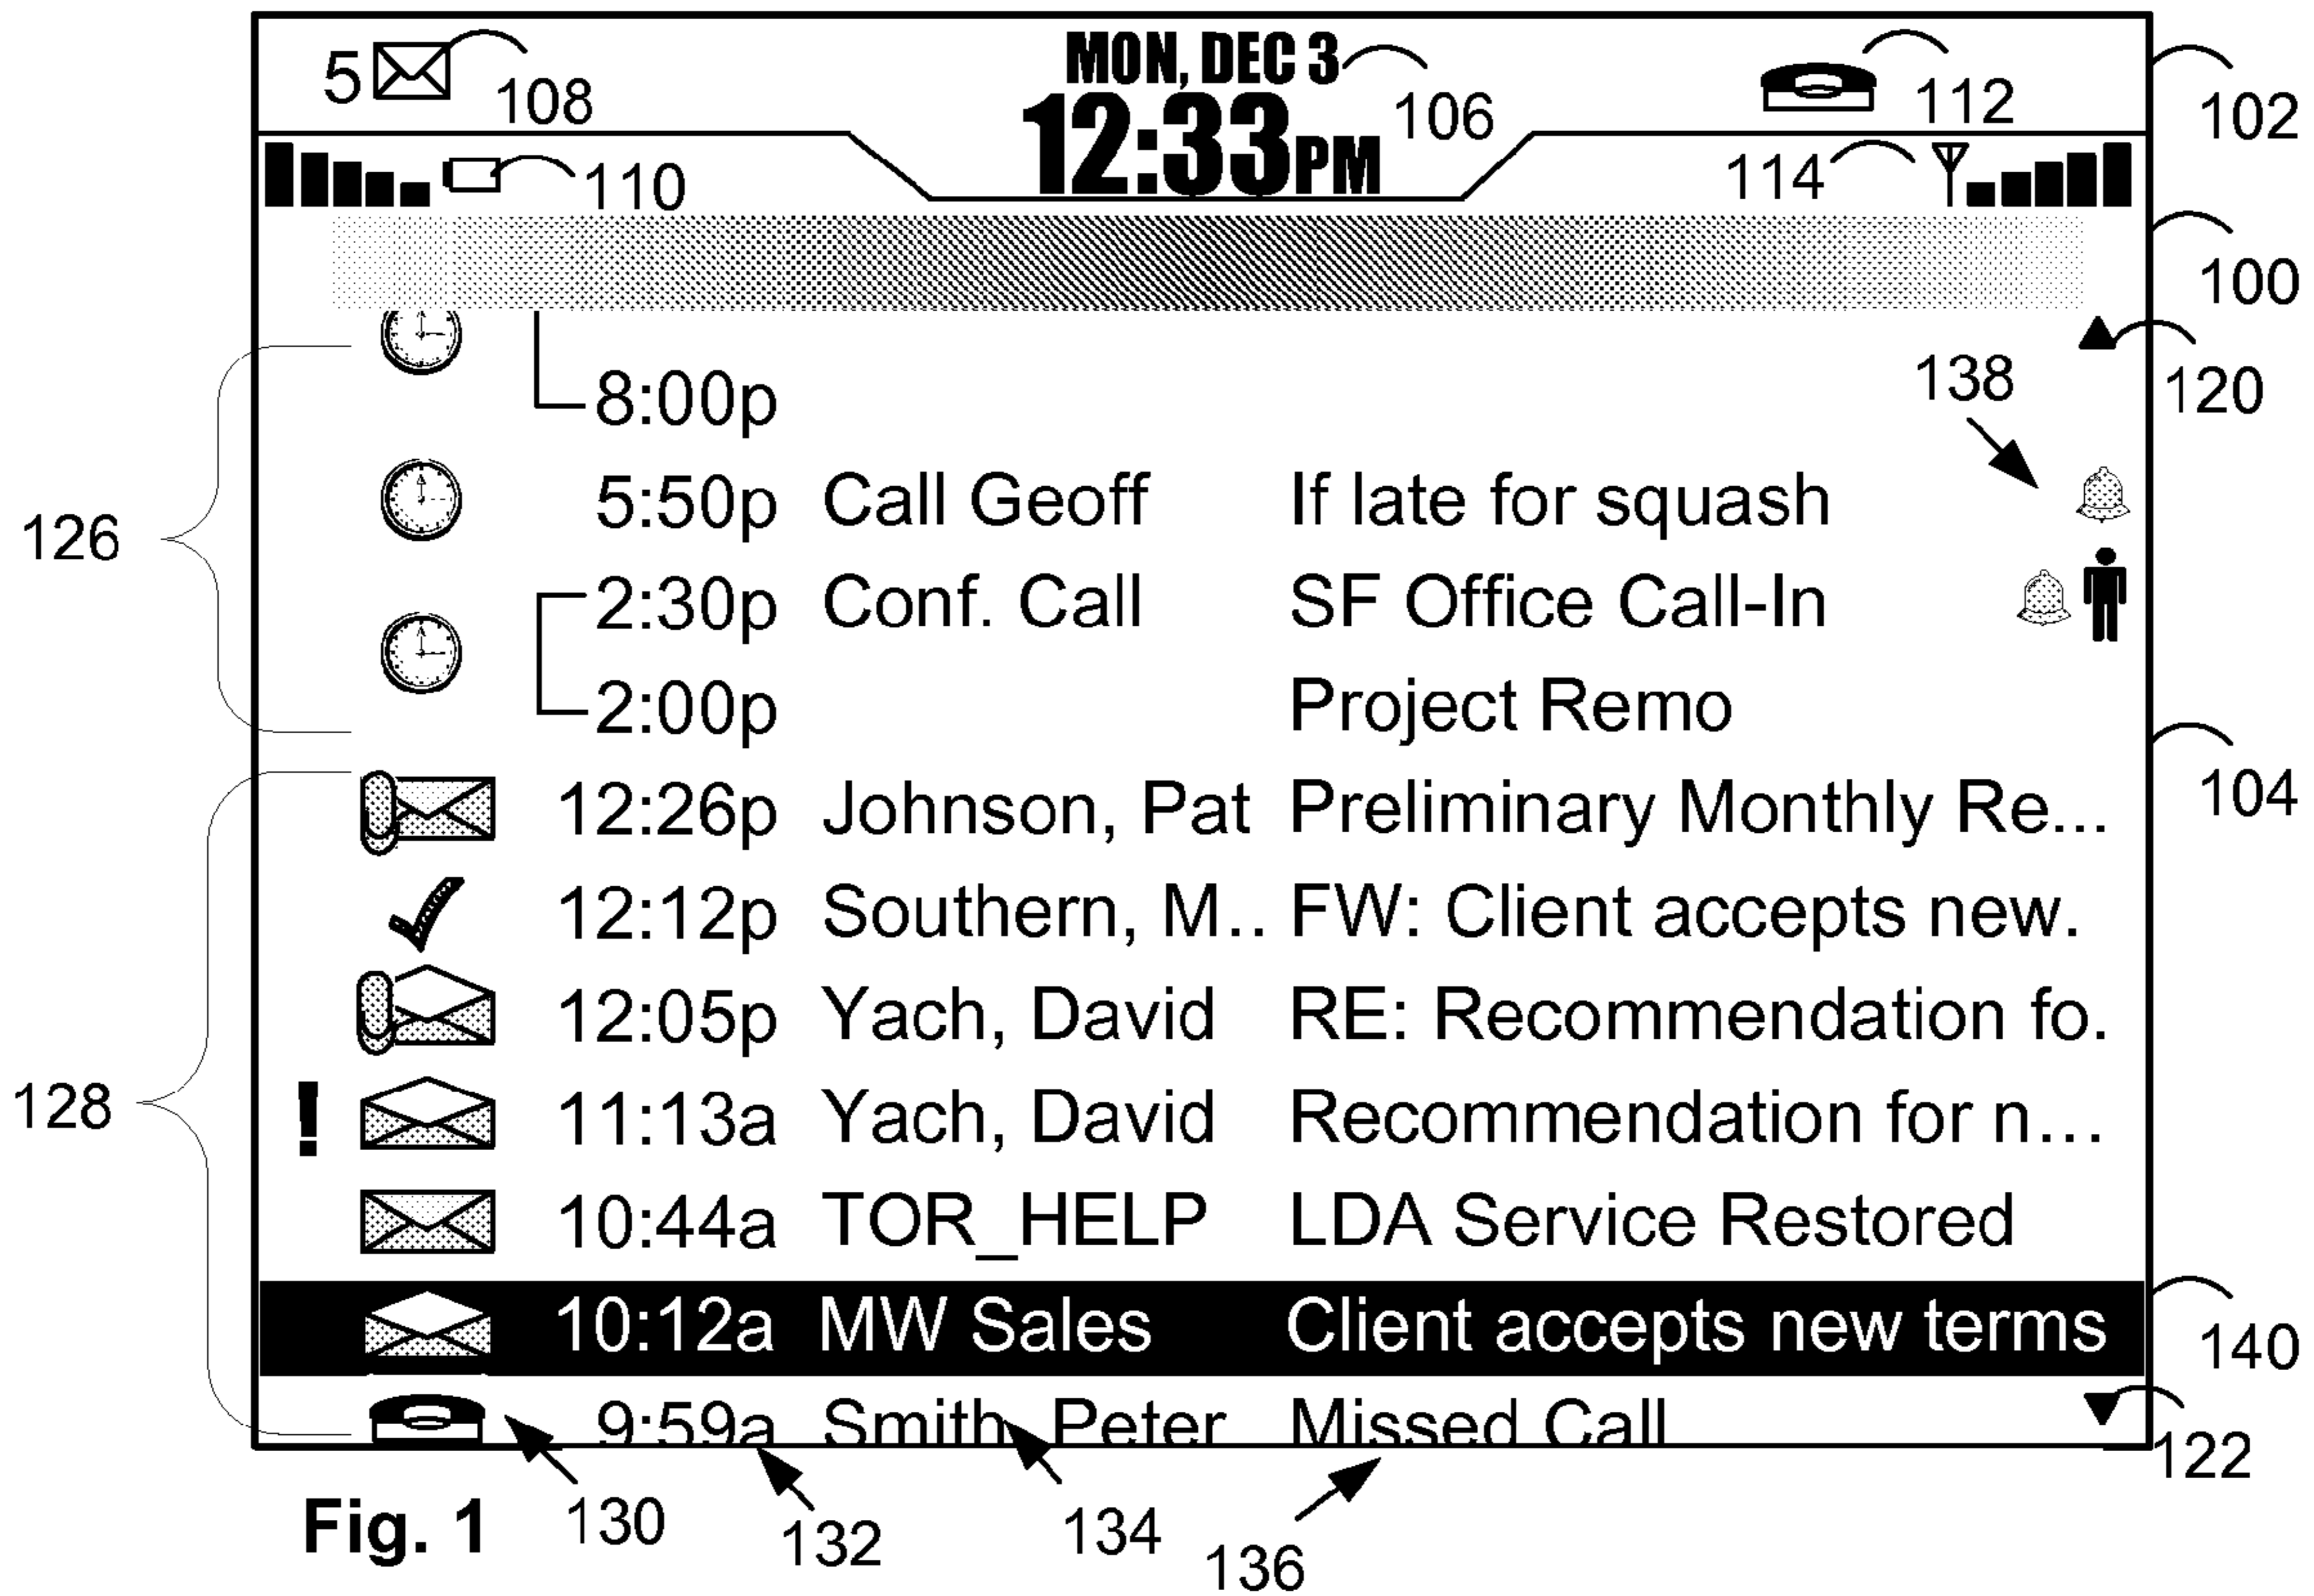 5 108 MON, DEC 3 106 112 102
12:33PM
110 114
100
120
138
8:00p
5:50p Call Geoff If late for squash
126
2:30p Conf. Call SF Office Call-In
2:00p Project Remo
104
12:26p Johnson, Pat Preliminary Monthly Re...
12:12p Southern, M.. FW: Client accepts new.
12:05p Yach, David RE: Recommendation fo.
128
! 11:13a Yach, David Recommendation for n...
10:44a TOR_HELP LDA Service Restored
10:12a MW Sales Client accepts new terms
140
9:59a Smith, Peter Missed Call
122
Fig. 1 130 132 134 136